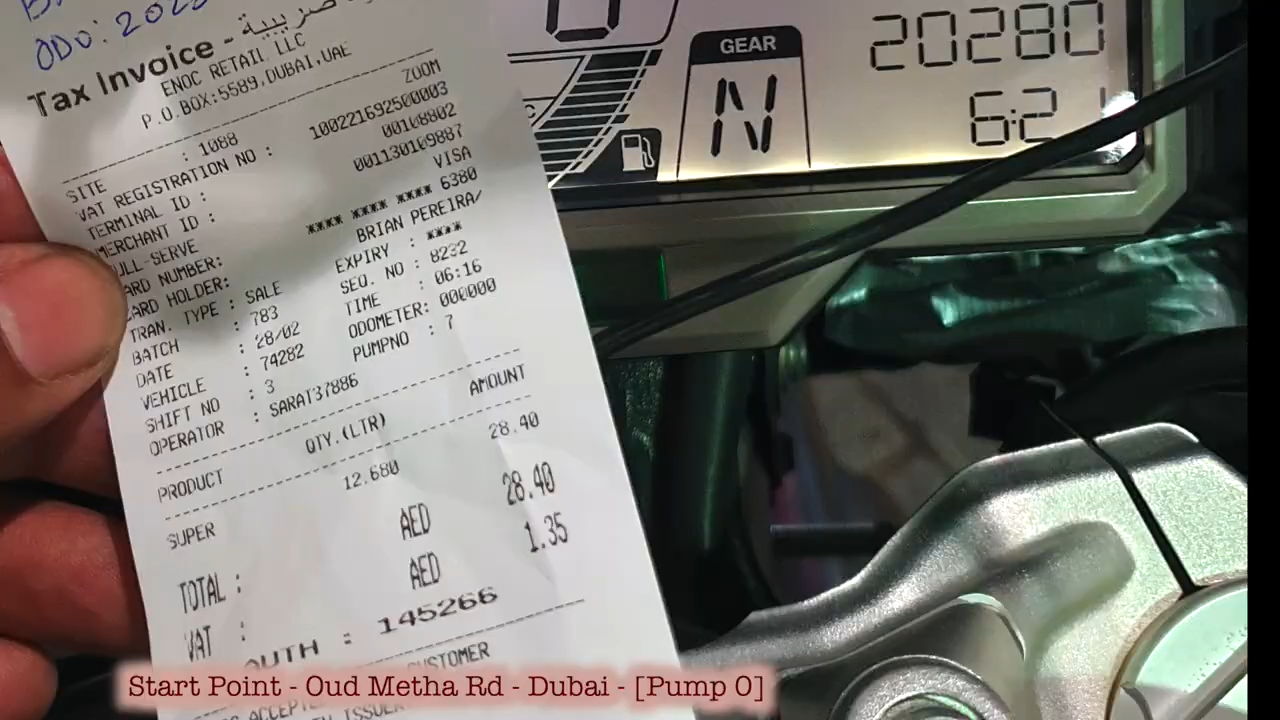 ODO: 202
Tax Invoice - ضريبية
ENOC RETAIL LLC
P.O.BOX:5589,DUBAI,UAE
ZOOM
SITE : 1088
VAT REGISTRATION NO : 100221692500003
TERMINAL ID : 00108802
MERCHANT ID : 001130109887
FULL-SERVE VISA
CARD NUMBER: **** **** **** 6380
CARD HOLDER: BRIAN PEREIRA/
TRAN. TYPE : SALE EXPIRY : ****
BATCH : 783 SEQ. NO : 8232
DATE : 28/02 TIME : 06:16
VEHICLE : 74282 ODOMETER: 000000
SHIFT NO : 3 PUMPNO : 7
OPERATOR : SARAT37886
PRODUCT QTY.(LTR) AMOUNT
SUPER 12.680 28.40
TOTAL : AED 28.40
VAT : AED 1.35
AUTH = 145266
CUSTOMER
GEAR
N
20280
6:2
Start Point - Oud Metha Rd - Dubai - [Pump 0]